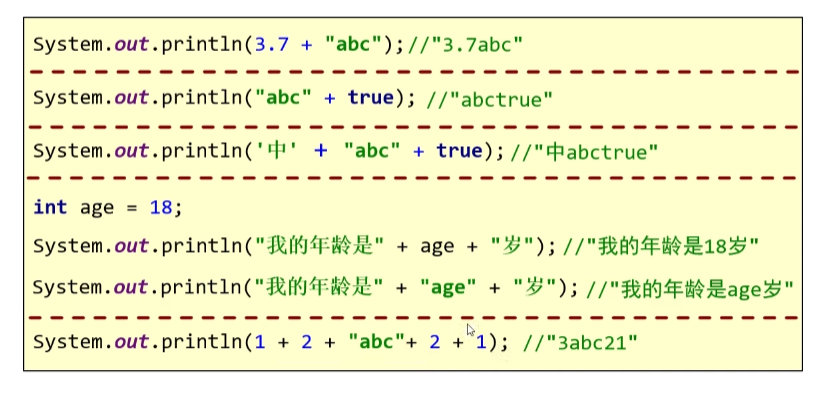 System.out.println(3.7 + "abc");//"3.7abc"
System.out.println("abc" + true); //"abctrue"
System.out.println('中' + "abc" + true);//"中abctrue"
int age = 18;
System.out.println("我的年龄是" + age + "岁");//"我的年龄是18岁"
System.out.println("我的年龄是" + "age" + "岁");//"我的年龄是age岁"
System.out.println(1 + 2 + "abc"+ 2 + 1); //"3abc21"